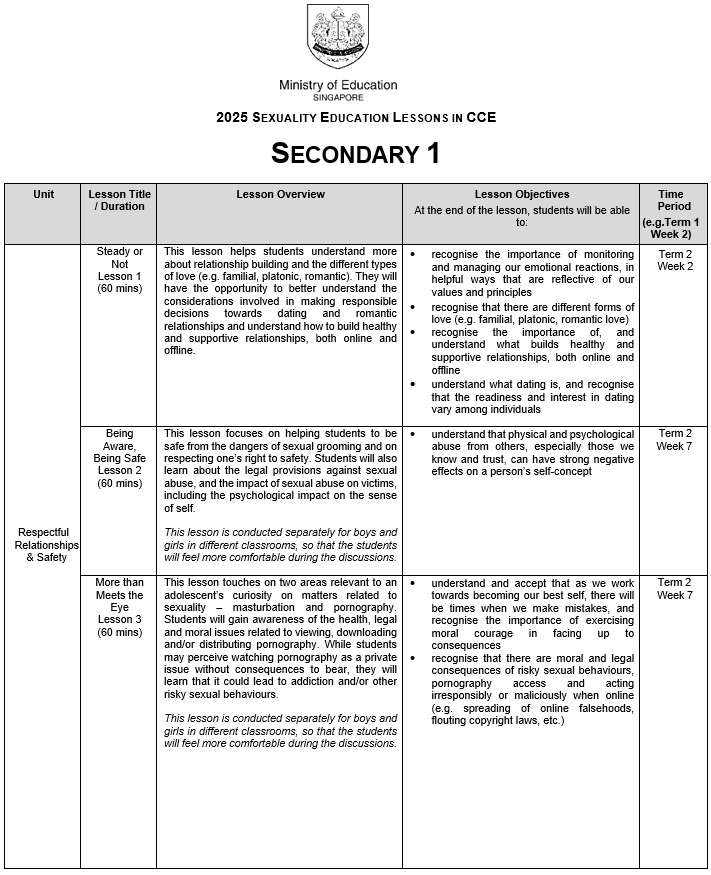 Ministry of Education
SINGAPORE
2025 SEXUALITY EDUCATION LESSONS IN CCE
SECONDARY 1
Unit
Lesson Title
/ Duration
Lesson Overview
Lesson Objectives
At the end of the lesson, students will be able
to:
Time
Period
(e.g.Term 1
Week 2)
Respectful
Relationships
& Safety
Steady or
Not
Lesson 1
(60 mins)
This lesson helps students understand more
about relationship building and the different types
of love (e.g. familial, platonic, romantic). They will
have the opportunity to better understand the
considerations involved in making responsible
decisions towards dating and romantic
relationships and understand how to build healthy
and supportive relationships, both online and
offline.
• recognise the importance of monitoring
and managing our emotional reactions, in
helpful ways that are reflective of our
values and principles
• recognise that there are different forms of
love (e.g. familial, platonic, romantic love)
• recognise the importance of, and
understand what builds healthy and
supportive relationships, both online and
offline
• understand what dating is, and recognise
that the readiness and interest in dating
vary among individuals
Term 2
Week 2
Being
Aware,
Being Safe
Lesson 2
(60 mins)
This lesson focuses on helping students to be
safe from the dangers of sexual grooming and on
respecting one's right to safety. Students will also
learn about the legal provisions against sexual
abuse, and the impact of sexual abuse on victims,
including the psychological impact on the sense
of self.
This lesson is conducted separately for boys and
girls in different classrooms, so that the students
will feel more comfortable during the discussions.
• understand that physical and psychological
abuse from others, especially those we
know and trust, can have strong negative
effects on a person's self-concept
Term 2
Week 7
More than
Meets the
Eye
Lesson 3
(60 mins)
This lesson touches on two areas relevant to an
adolescent's curiosity on matters related to
sexuality – masturbation and pornography.
Students will gain awareness of the health, legal
and moral issues related to viewing, downloading
and/or distributing pornography. While students
may perceive watching pornography as a private
issue without consequences to bear, they will
learn that it could lead to addiction and/or other
risky sexual behaviours.
This lesson is conducted separately for boys and
girls in different classrooms, so that the students
will feel more comfortable during the discussions.
• understand and accept that as we work
towards becoming our best self, there will
be times when we make mistakes, and
recognise the importance of exercising
moral courage in facing up to
consequences
• recognise that there are moral and legal
consequences of risky sexual behaviours,
pornography access and acting
irresponsibly or maliciously when online
(e.g. spreading of online falsehoods,
flouting copyright laws, etc.)
Term 2
Week 7